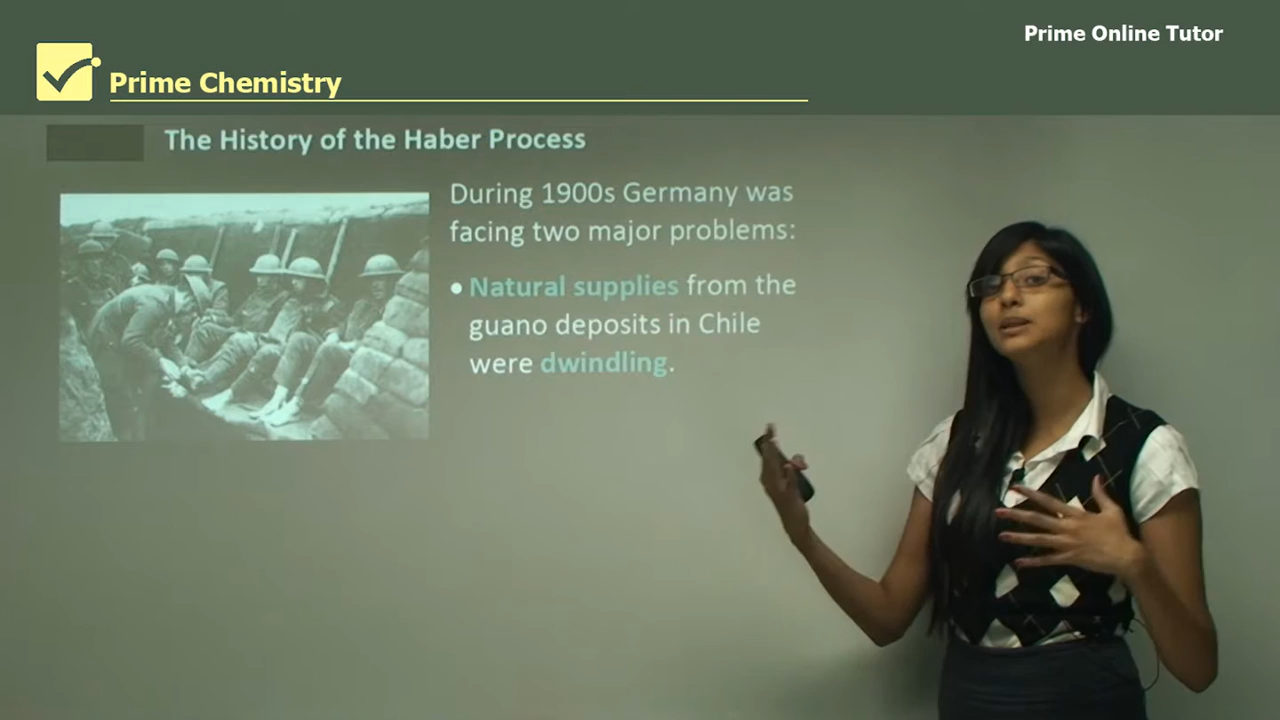 Prime Online Tutor
Prime Chemistry
The History of the Haber Process
During 1900s Germany was
facing two major problems:
• Natural supplies from the
guano deposits in Chile
were dwindling.